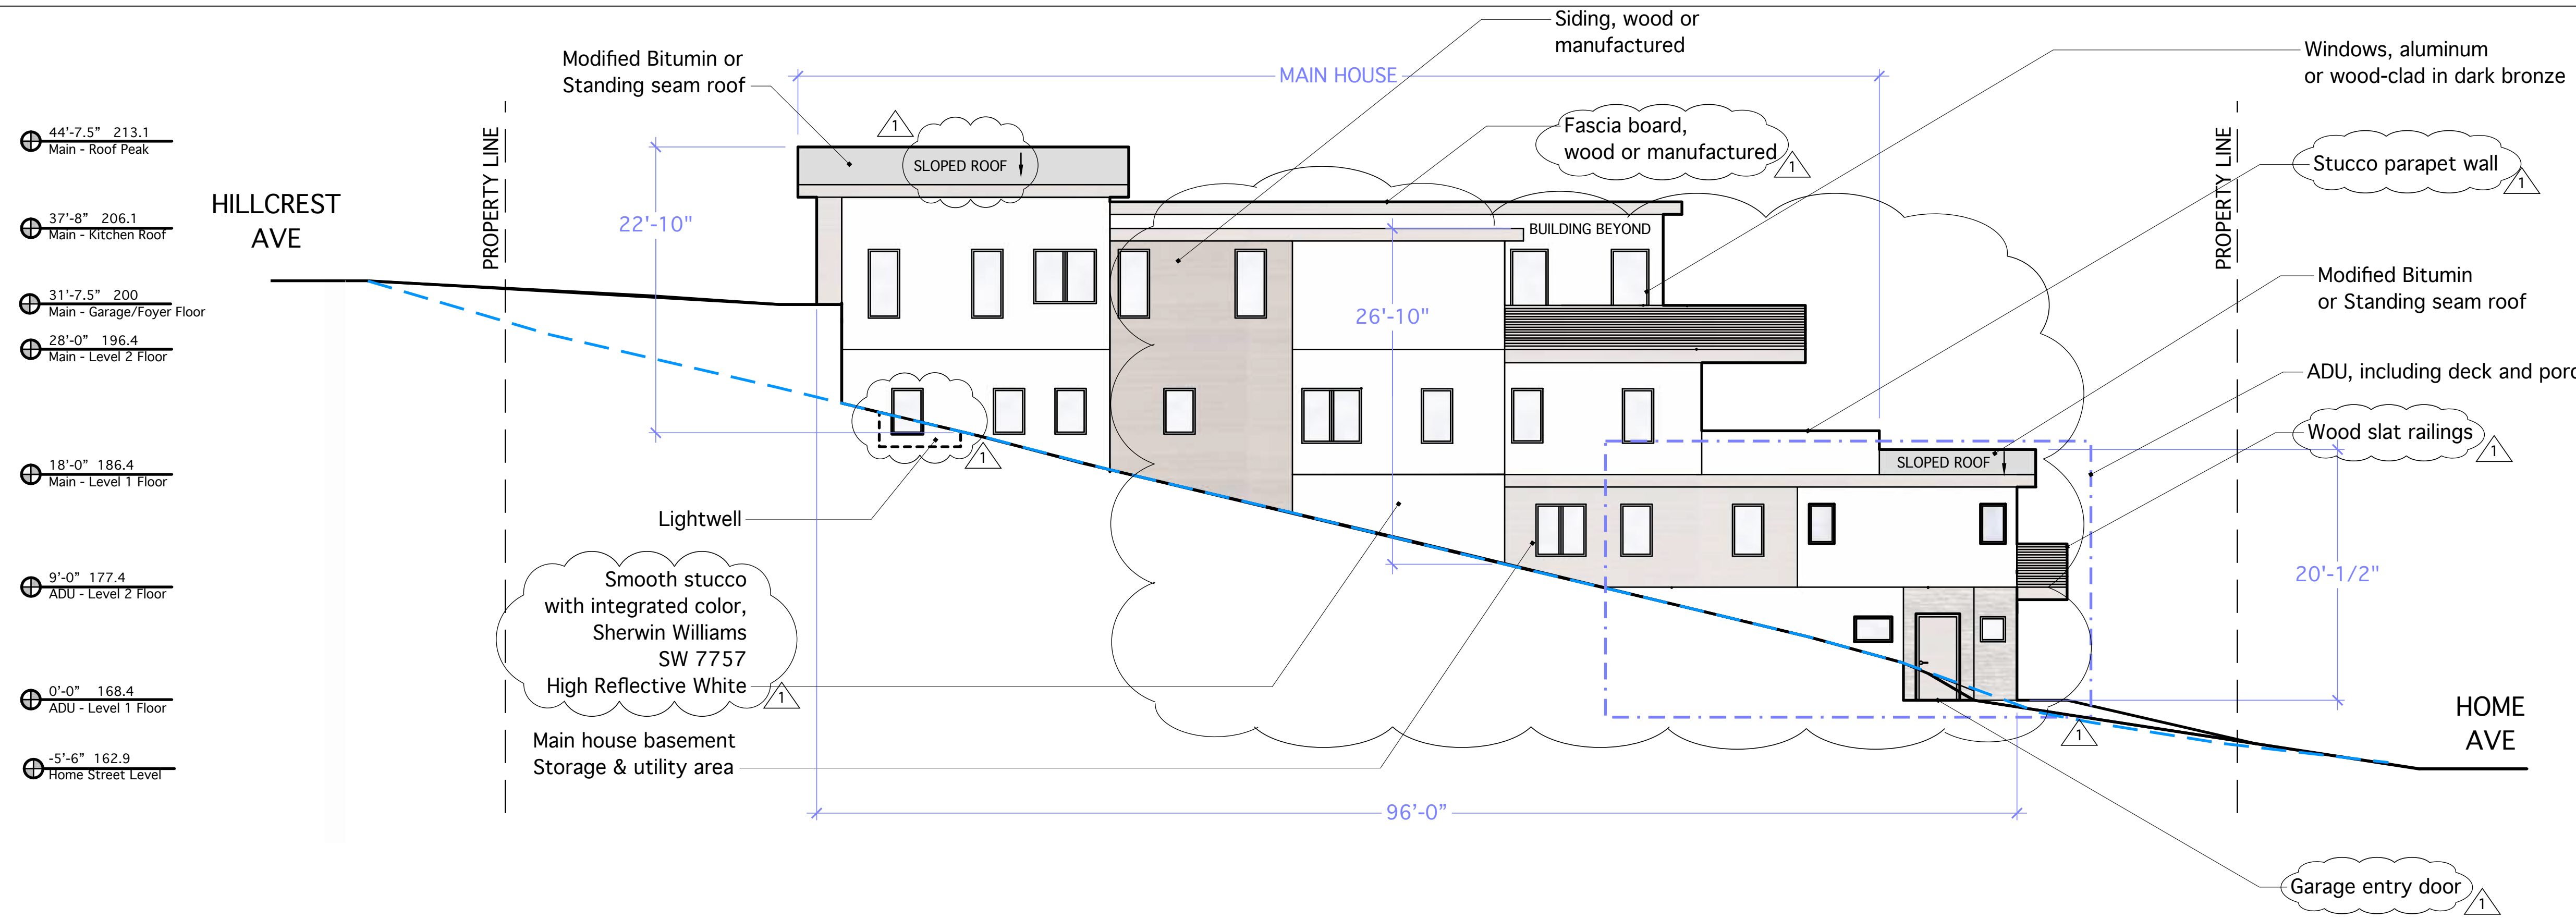 Siding, wood or
manufactured
Modified Bitumin or
Standing seam roof
MAIN HOUSE
Windows, aluminum
or wood-clad in dark bronze
44'-7.5"   213.1
Main - Roof Peak
1
SLOPED ROOF
Fascia board,
wood or manufactured
1
Stucco parapet wall
1
PROPERTY LINE
PROPERTY LINE
HILLCREST
AVE
37'-8"   206.1
Main - Kitchen Roof
22'-10"
BUILDING BEYOND
31'-7.5"   200
Main - Garage/Foyer Floor
26'-10"
Modified Bitumin
or Standing seam roof
28'-0"   196.4
Main - Level 2 Floor
ADU, including deck and
1
Wood slat railings
1
18'-0"   186.4
Main - Level 1 Floor
SLOPED ROOF
Lightwell
9'-0"   177.4
ADU - Level 2 Floor
20'-1/2"
Smooth stucco
with integrated color,
Sherwin Williams
SW 7757
High Reflective White
1
0'-0"   168.4
ADU - Level 1 Floor
1
HOME
AVE
Main house basement
Storage & utility area
-5'-6"   162.9
Home Street Level
96'-0"
Garage entry door
1